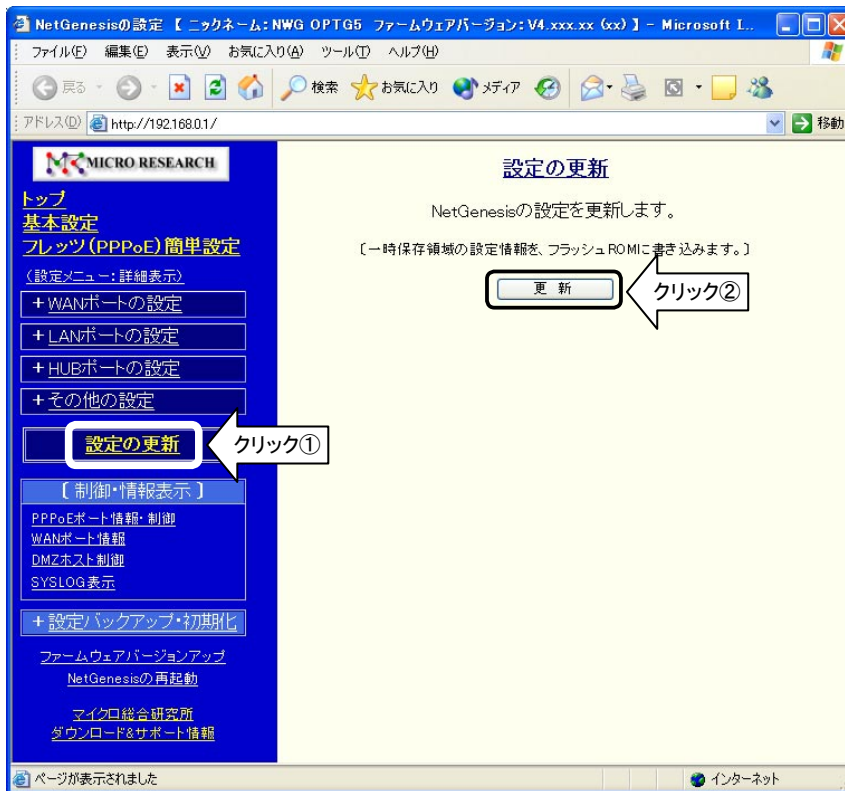 NetGenesisの設定 【 ニックネーム: NWG OPTG5 ファームウェアバージョン: V4.xxx.xx (xx) 】 - Microsoft I...
ファイル(F) 編集(E) 表示(V) お気に入り(A) ツール(T) ヘルプ(H)
戻る 検索 お気に入り メディア
アドレス(D) http://192.168.0.1/ 移動
MICRO RESEARCH
トップ
基本設定
フレッツ(PPPoE)簡単設定
〈設定メニュー:詳細表示〉
+WANポートの設定
+LANポートの設定
+HUBポートの設定
+その他の設定
設定の更新
クリック①
〔制御・情報表示〕
PPPoEポート情報・制御
WANポート情報
DMZホスト制御
SYSLOG表示
+設定バックアップ・初期化
ファームウェアバージョンアップ
NetGenesisの再起動
マイクロ総合研究所
ダウンロード&サポート情報
設定の更新
NetGenesisの設定を更新します。
〔一時保存領域の設定情報を、フラッシュROMに書き込みます。〕
更 新
クリック②
ページが表示されました インターネット